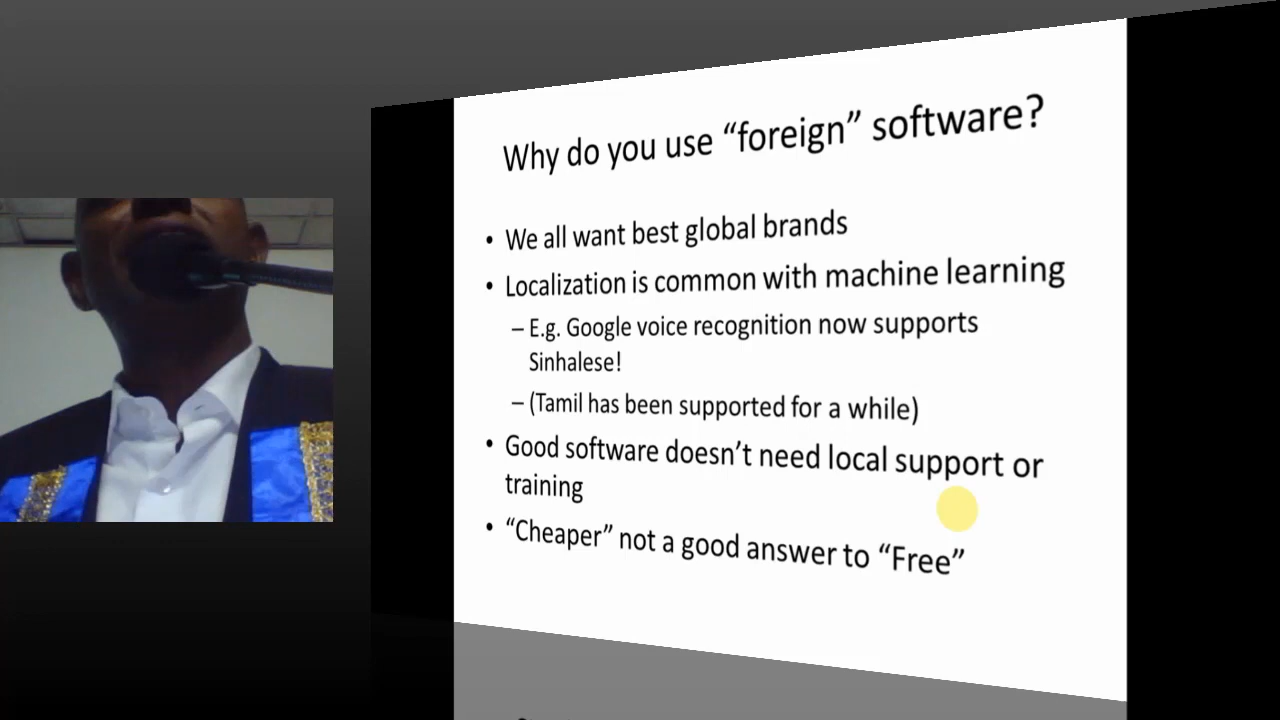 Why do you use “foreign” software?
• We all want best global brands
• Localization is common with machine learning
– E.g. Google voice recognition now supports
Sinhalese!
– (Tamil has been supported for a while)
• Good software doesn’t need local support or
training
• “Cheaper” not a good answer to “Free”